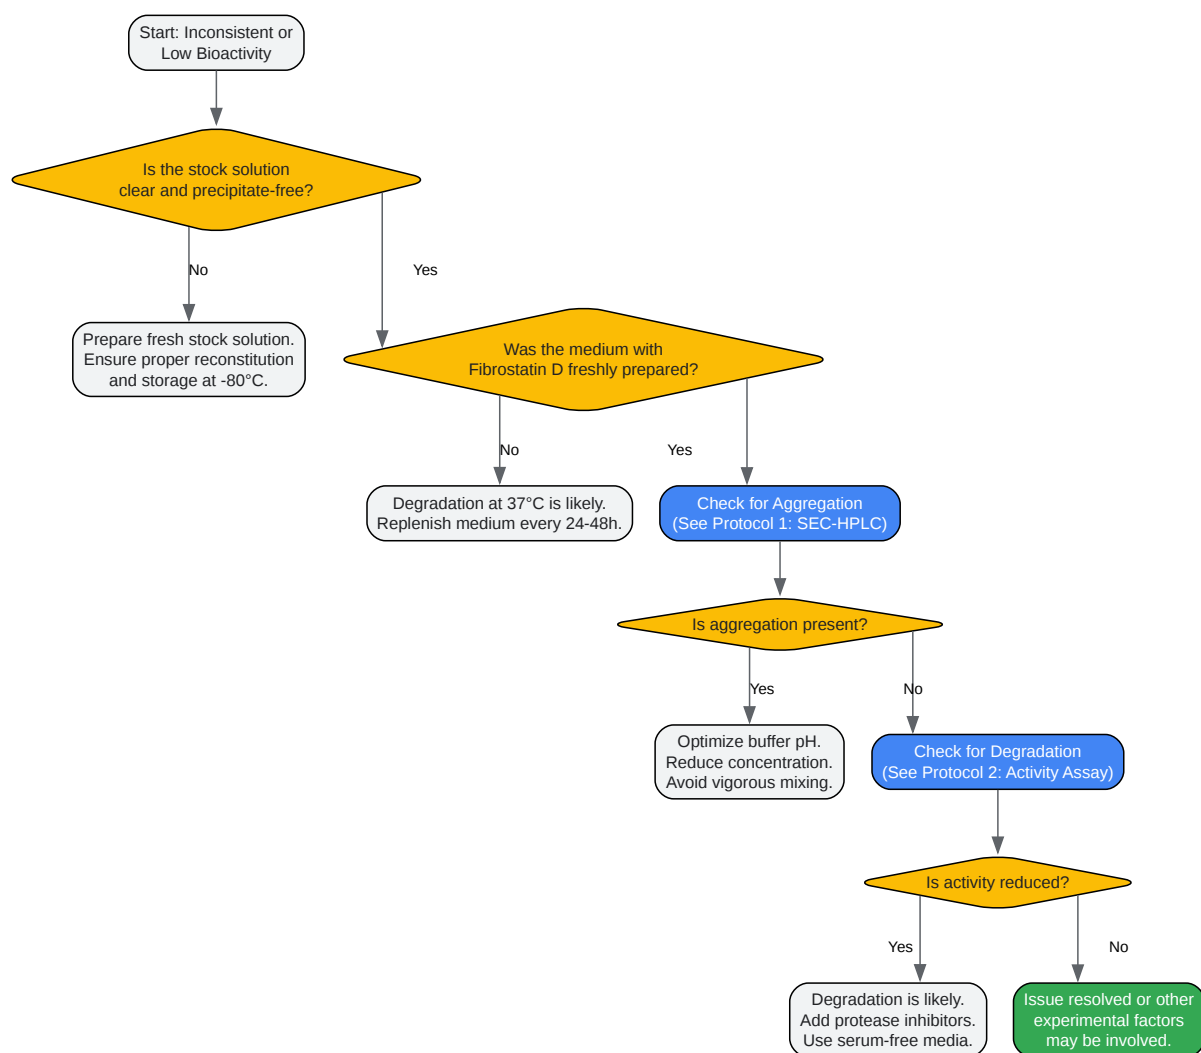 Start: Inconsistent or
Low Bioactivity
Is the stock solution
clear and precipitate-free?
No
Yes
Prepare fresh stock solution.
Ensure proper reconstitution
and storage at -80°C.
Was the medium with
Fibrostatin D freshly prepared?
No
Yes
Degradation at 37°C is likely.
Replenish medium every 24-48h.
Check for Aggregation
(See Protocol 1: SEC-HPLC)
Is aggregation present?
Yes
No
Optimize buffer pH.
Reduce concentration.
Avoid vigorous mixing.
Check for Degradation
(See Protocol 2: Activity Assay)
Is activity reduced?
Yes
No
Degradation is likely.
Add protease inhibitors.
Use serum-free media.
Issue resolved or other
experimental factors
may be involved.